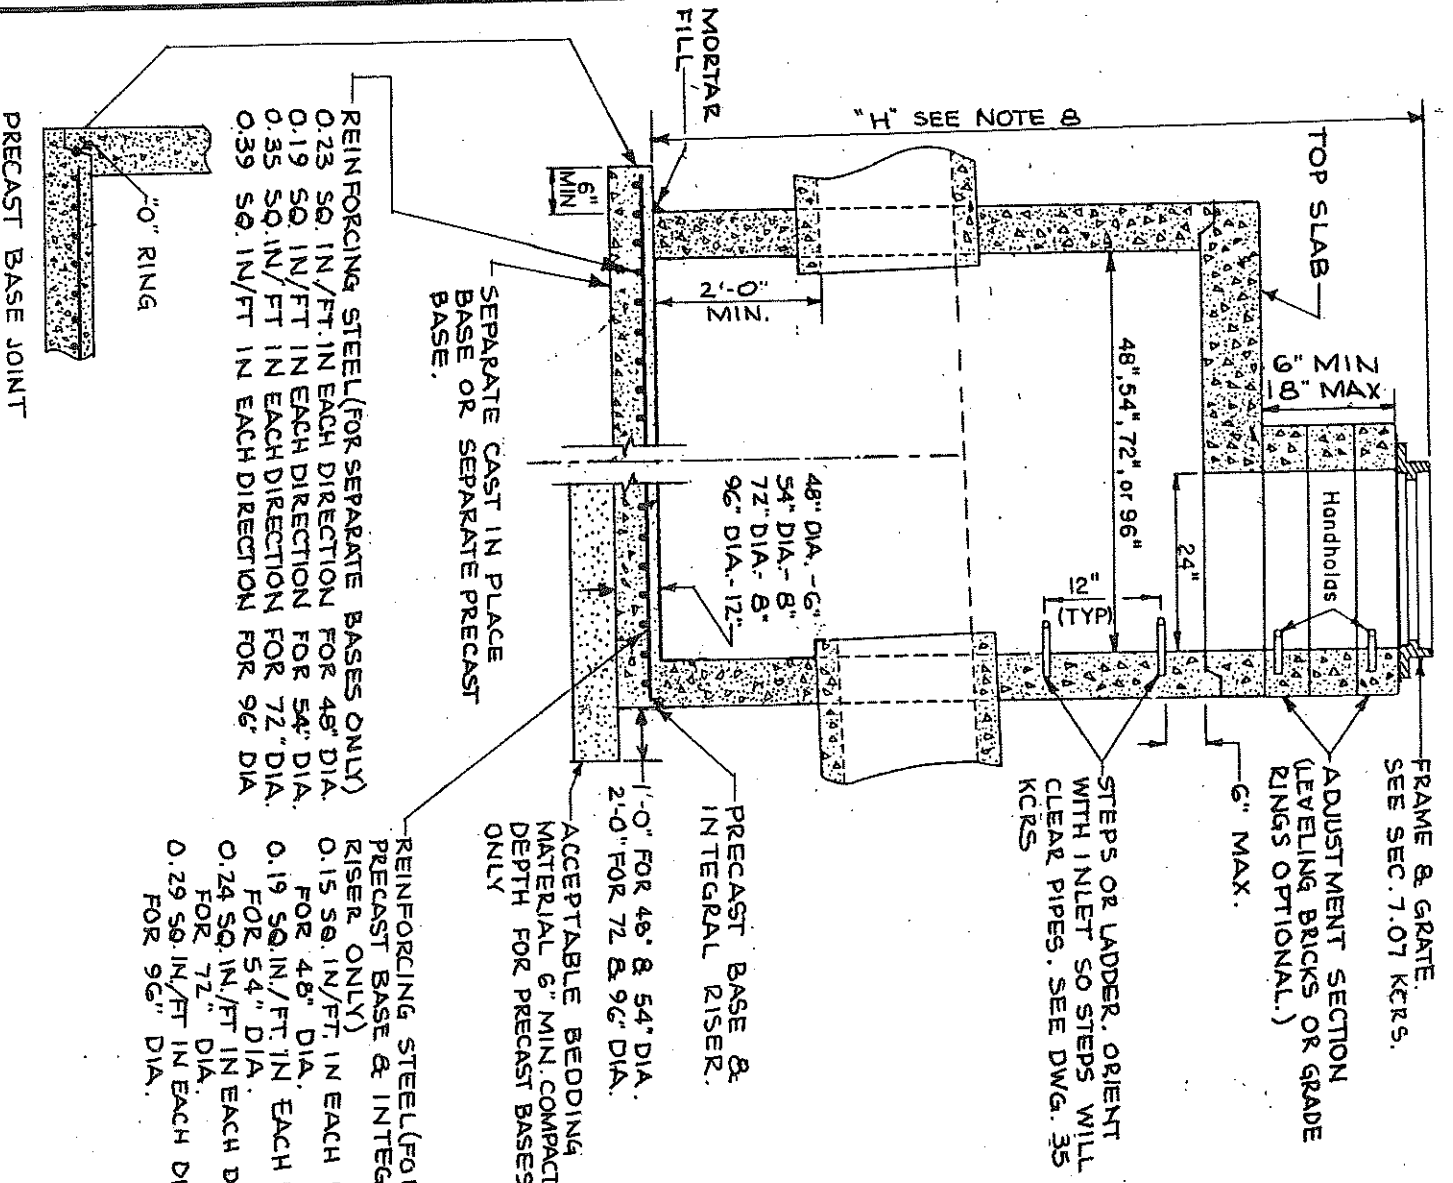 FRAME & GRATE.
SEE SEC. 7.07 KCRS.
ADJUSTMENT SECTION
(LEVELING BRICKS OR GRADE
RINGS OPTIONAL.)
6" MAX.
STEPS OR LADDER. ORIENT
WITH INLET SO STEPS WILL
CLEAR PIPES. SEE DWG. 35
KCRS
PRECAST BASE &
INTEGRAL RISER.
1'-0" FOR 48" & 54" DIA.
2'-0" FOR 72 & 96" DIA.
ACCEPTABLE BEDDING
MATERIAL 6" MIN. COMPACT
DEPTH FOR PRECAST BASES
ONLY
REINFORCING STEEL (FOR
PRECAST BASE & INTEG
RISER ONLY)
0.15 SQ. IN/FT. IN EACH
FOR 48" DIA.
0.19 SQ. IN./FT. IN EACH
FOR 54" DIA.
0.24 SQ. IN./FT IN EACH D
FOR 72" DIA.
0.29 SQ. IN./FT IN EACH DI
FOR 96" DIA.
TOP SLAB
6" MIN
18" MAX
Handholds
24"
12"
(TYP)
48", 54", 72", or 96"
"H" SEE NOTE 8
2'-0"
MIN.
48" DIA. - 6"
54" DIA. - 8"
72" DIA. - 8"
96" DIA. - 12"
MORTAR
FILL
6"
MIN
SEPARATE CAST IN PLACE
BASE OR SEPARATE PRECAST
BASE.
REINFORCING STEEL (FOR SEPARATE BASES ONLY)
0.23 SQ. IN/FT. IN EACH DIRECTION FOR 48" DIA.
0.19 SQ. IN/FT IN EACH DIRECTION FOR 54" DIA.
0.35 SQ. IN/FT IN EACH DIRECTION FOR 72" DIA.
0.39 SQ. IN/FT IN EACH DIRECTION FOR 96" DIA
"O" RING
PRECAST BASE JOINT